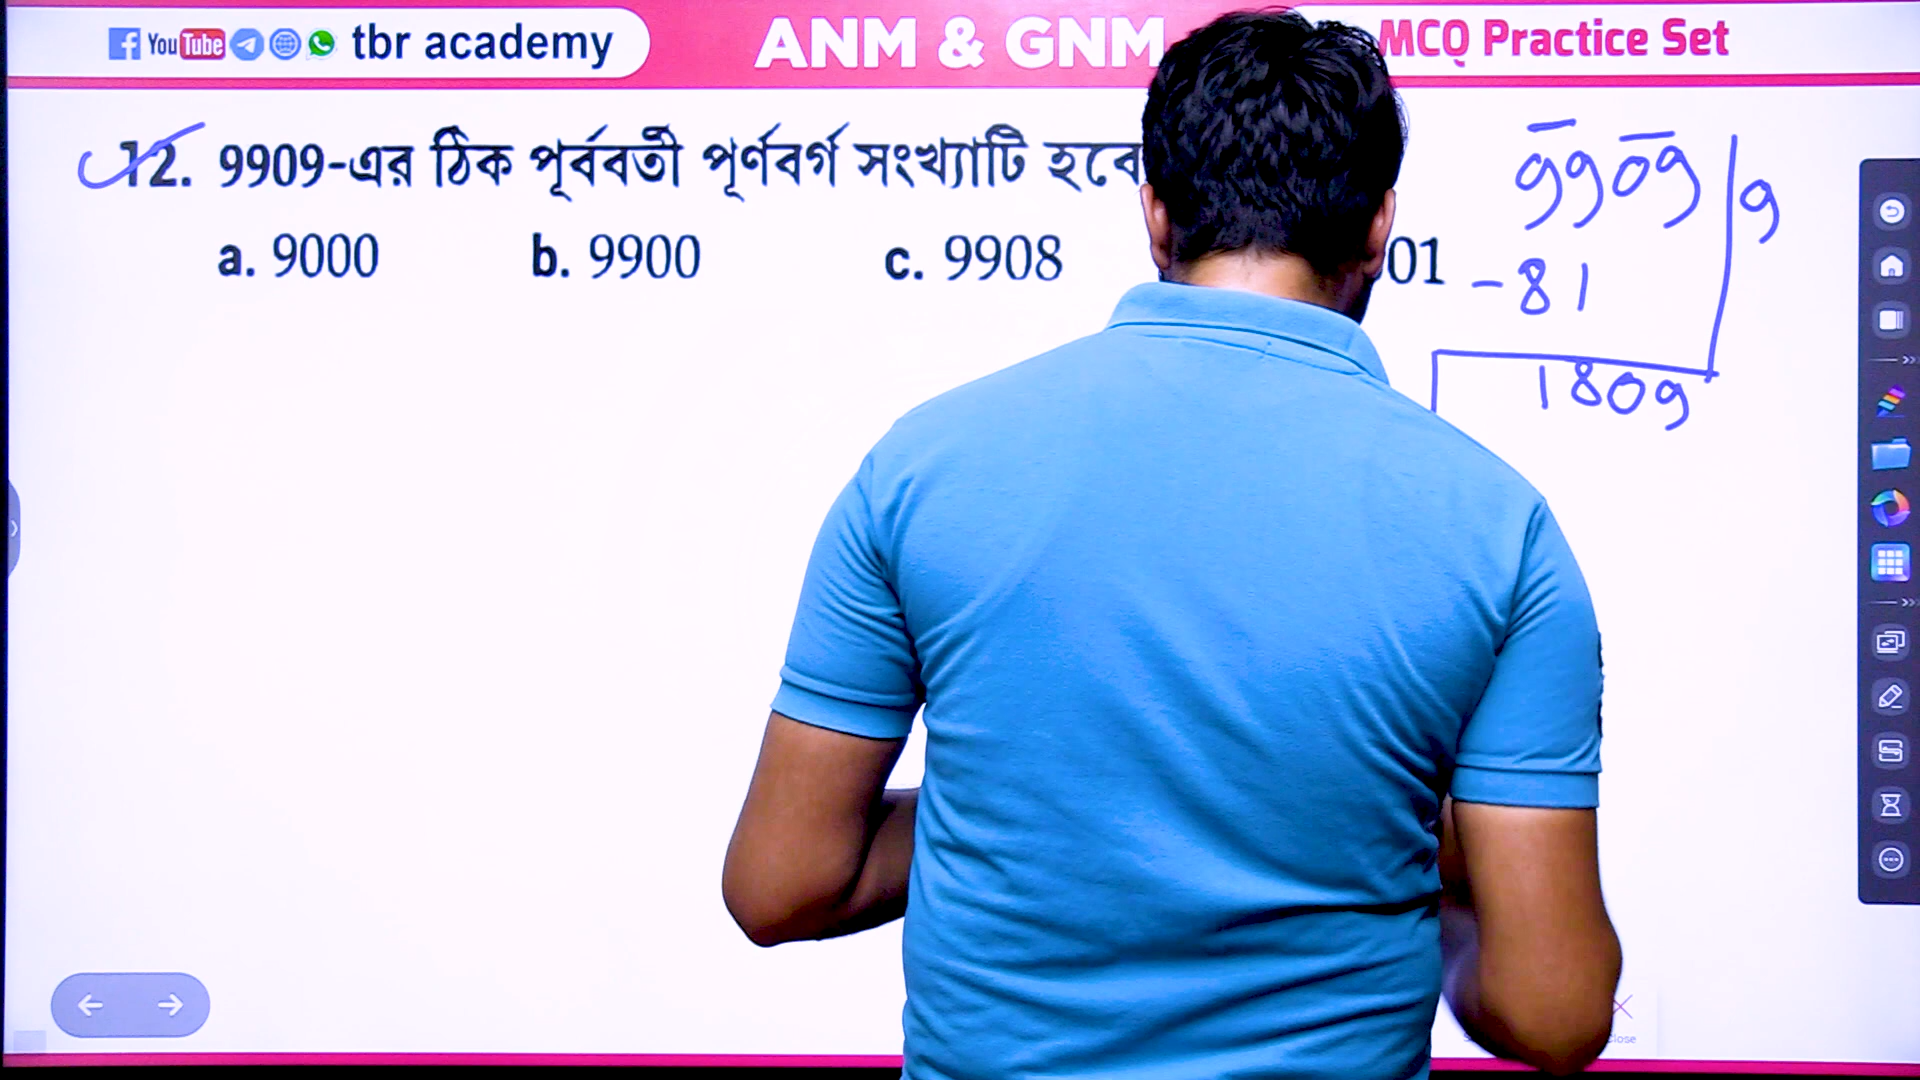 YouTube tbr academy ANM & GNM MCQ Practice Set
12. 9909-এর ঠিক পূর্ববর্তী পূর্ণবর্গ সংখ্যাটি হবে
a. 9000 b. 9900 c. 9908 01
9909 9
-81
1809